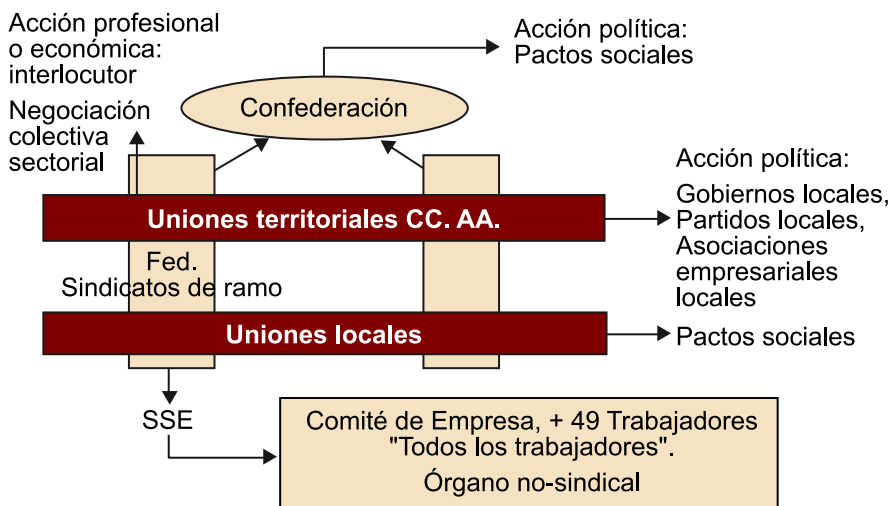 Acción profesional
o económica:
interlocutor
Negociación
colectiva
sectorial
Acción política:
Pactos sociales
Confederación
Acción política:
Gobiernos locales,
Partidos locales,
Asociaciones
empresariales
locales
Uniones territoriales CC. AA.
Fed.
Sindicatos de ramo
Uniones locales
Pactos sociales
SSE
Comité de Empresa, + 49 Trabajadores
"Todos los trabajadores".
Órgano no-sindical